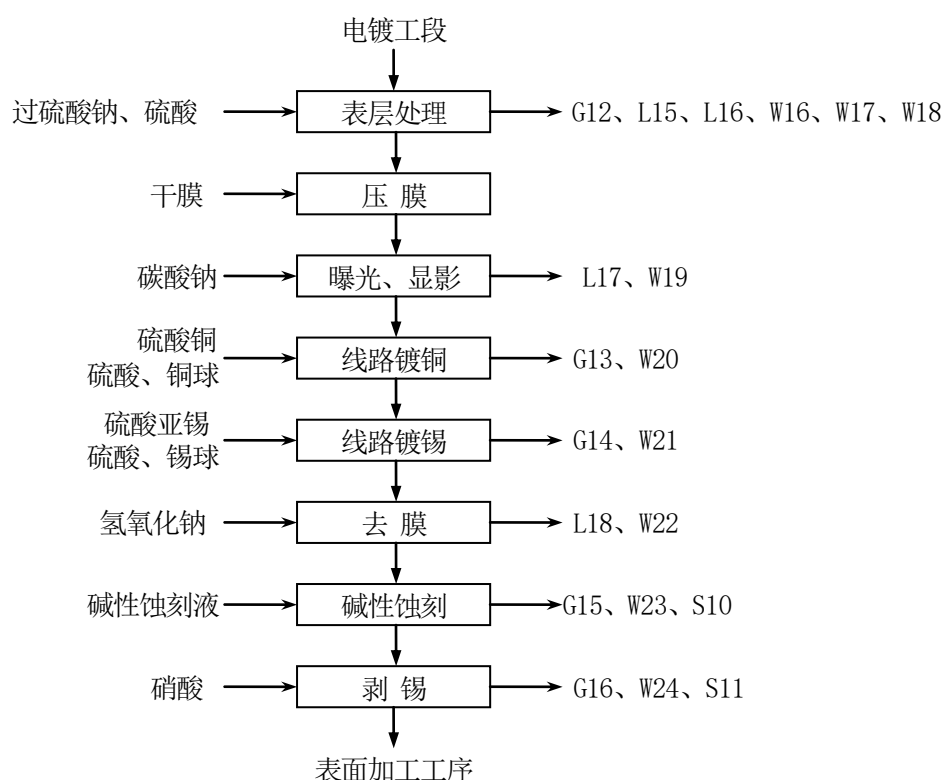 电镀工段
过硫酸钠、硫酸
表层处理
G12、L15、L16、W16、W17、W18
干膜
压 膜
碳酸钠
曝光、显影
L17、W19
硫酸铜
硫酸、铜球
线路镀铜
G13、W20
硫酸亚锡
硫酸、锡球
线路镀锡
G14、W21
氢氧化钠
去 膜
L18、W22
碱性蚀刻液
碱性蚀刻
G15、W23、S10
硝酸
剥 锡
G16、W24、S11
表面加工工序